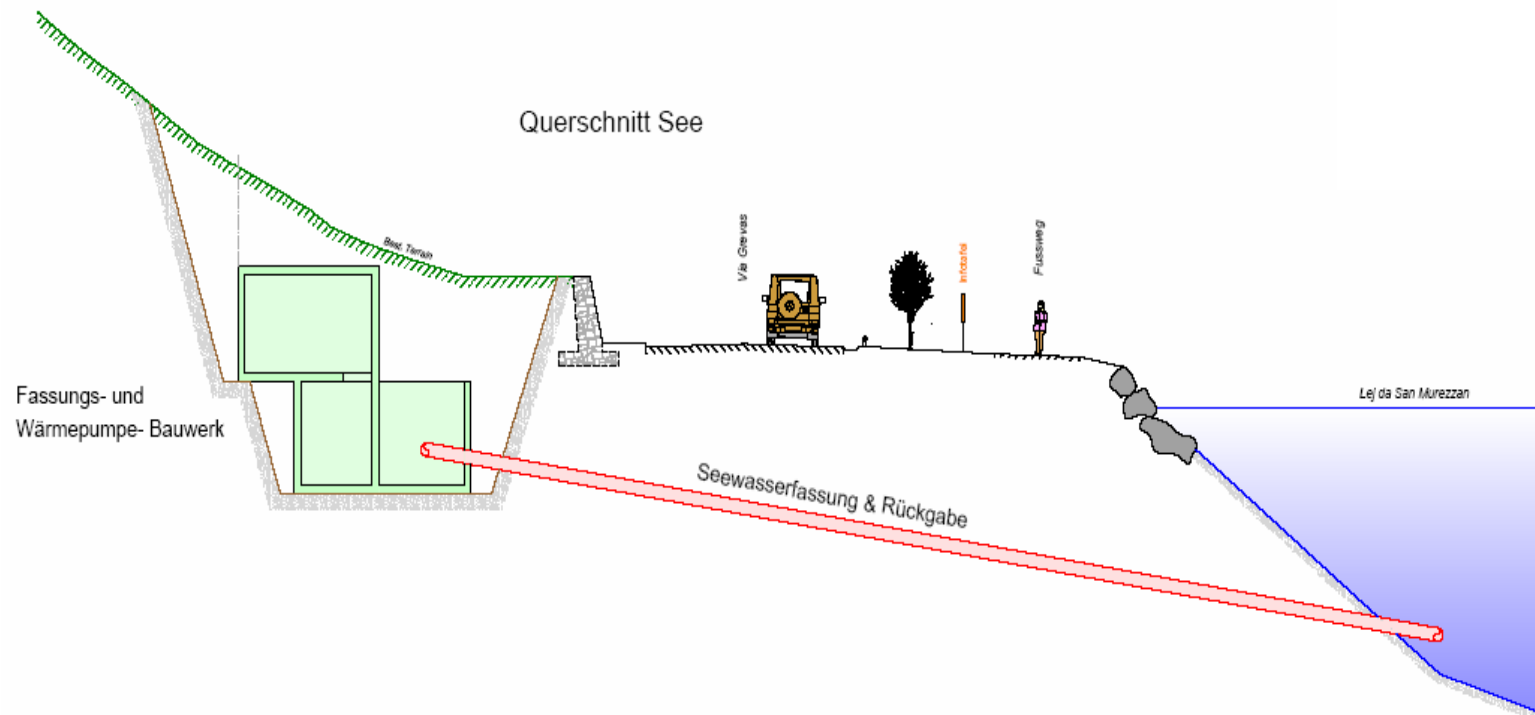 Querschnitt See
Best. Terrain
Via Grevas
Infotafel
Fussweg
Fassungs- und
Wärmepumpe- Bauwerk
Lej da San Murezzan
Seewasserfassung & Rückgabe